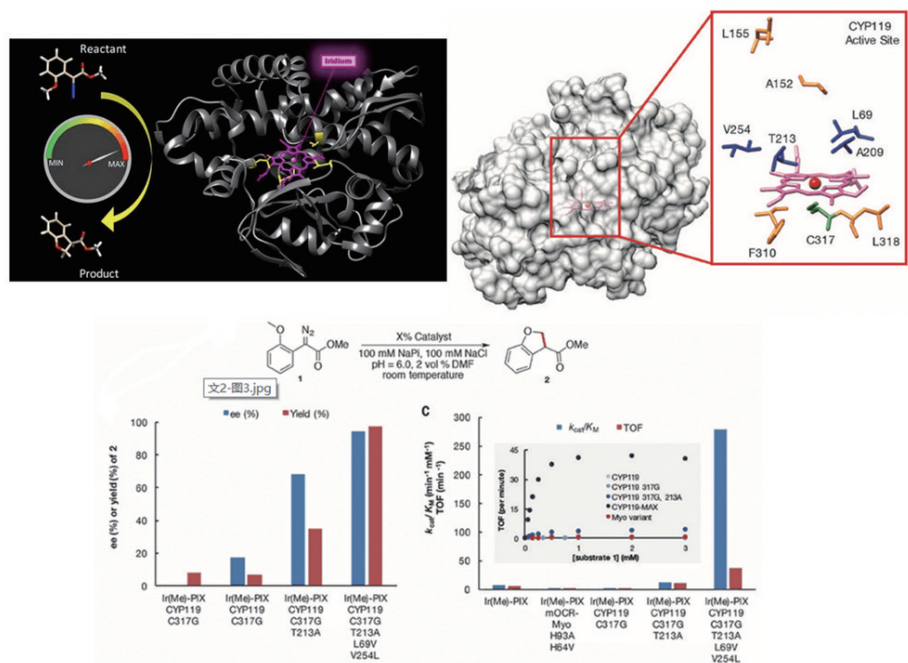 Reactant
Iridium
MIN
MAX
Product
CYP119
Active Site
L155
A152
L69
V254
T213
A209
C317
L318
F310
N2
OMe
O
O
1
X% Catalyst
100 mM NaPi, 100 mM NaCl
pH = 6.0, 2 vol % DMF
room temperature
O
OMe
O
2
文2-图3.jpg
ee (%)
Yield (%)
ee (%) or yield (%) of 2
100
80
60
40
20
0
Ir(Me)-PIX
CYP119
C317G
Ir(Me)-PIX
CYP119
C317G
Ir(Me)-PIX
CYP119
C317G
T213A
Ir(Me)-PIX
CYP119
C317G
T213A
L69V
V254L
C
kcat/KM
TOF
kcat/KM (min-1 mM-1)
TOF (min-1)
300
250
200
150
100
50
0
TOF (per minute)
45
30
15
0
0
1
2
3
[substrate 1] (mM)
CYP119
CYP119 317G
CYP119 317G, 213A
CYP119-MAX
Myo variant
Ir(Me)-PIX
Ir(Me)-PIX
mOCR-
Myo
H93A
H64V
Ir(Me)-PIX
CYP119
C317G
Ir(Me)-PIX
CYP119
C317G
T213A
Ir(Me)-PIX
CYP119
C317G
T213A
L69V
V254L